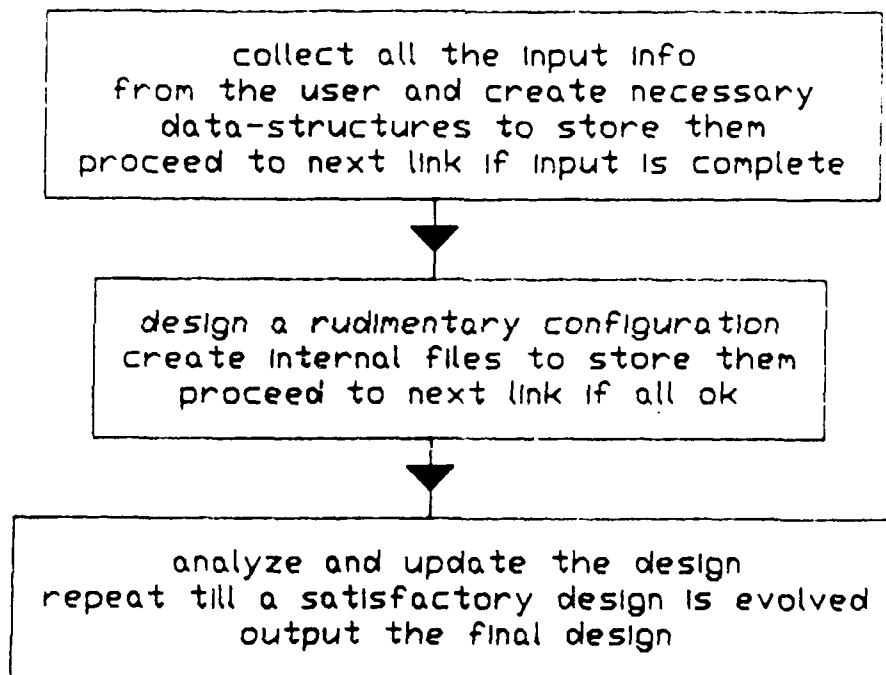 collect all the input info
from the user and create necessary
data-structures to store them
proceed to next link if input is complete
design a rudimentary configuration
create internal files to store them
proceed to next link if all ok
analyze and update the design
repeat till a satisfactory design is evolved
output the final design